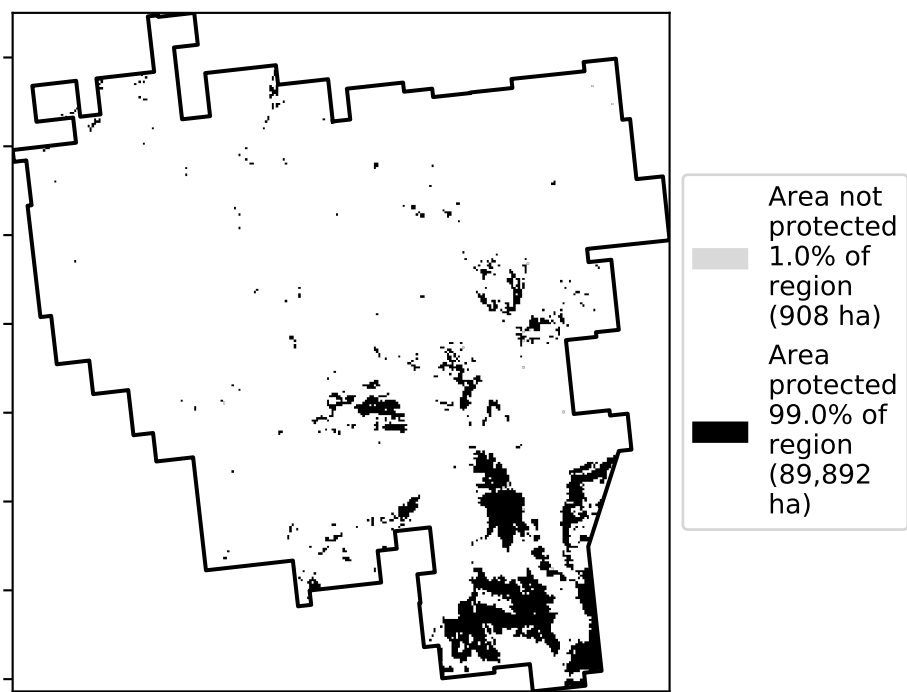 Area not
protected
1.0% of
region
(908 ha)
Area
protected
99.0% of
region
(89,892
ha)